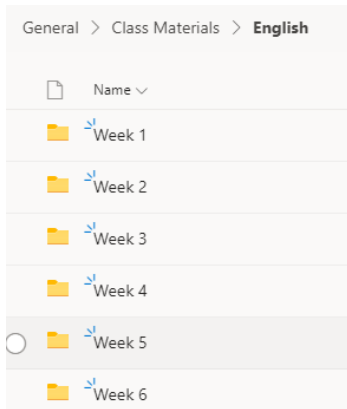 General > Class Materials > English
Name
Week 1
Week 2
Week 3
Week 4
Week 5
Week 6